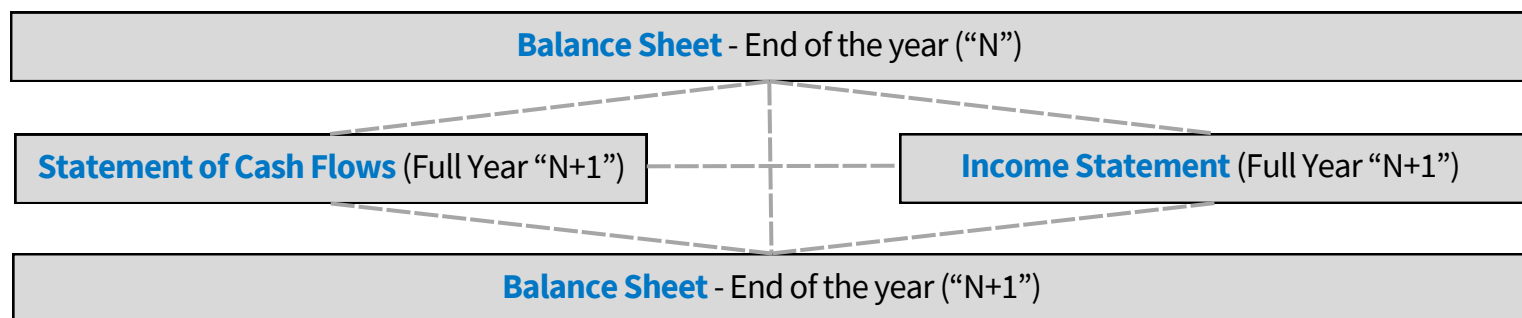 Balance Sheet - End of the year (“N”)
Statement of Cash Flows (Full Year “N+1”)
Income Statement (Full Year “N+1”)
Balance Sheet - End of the year (“N+1”)